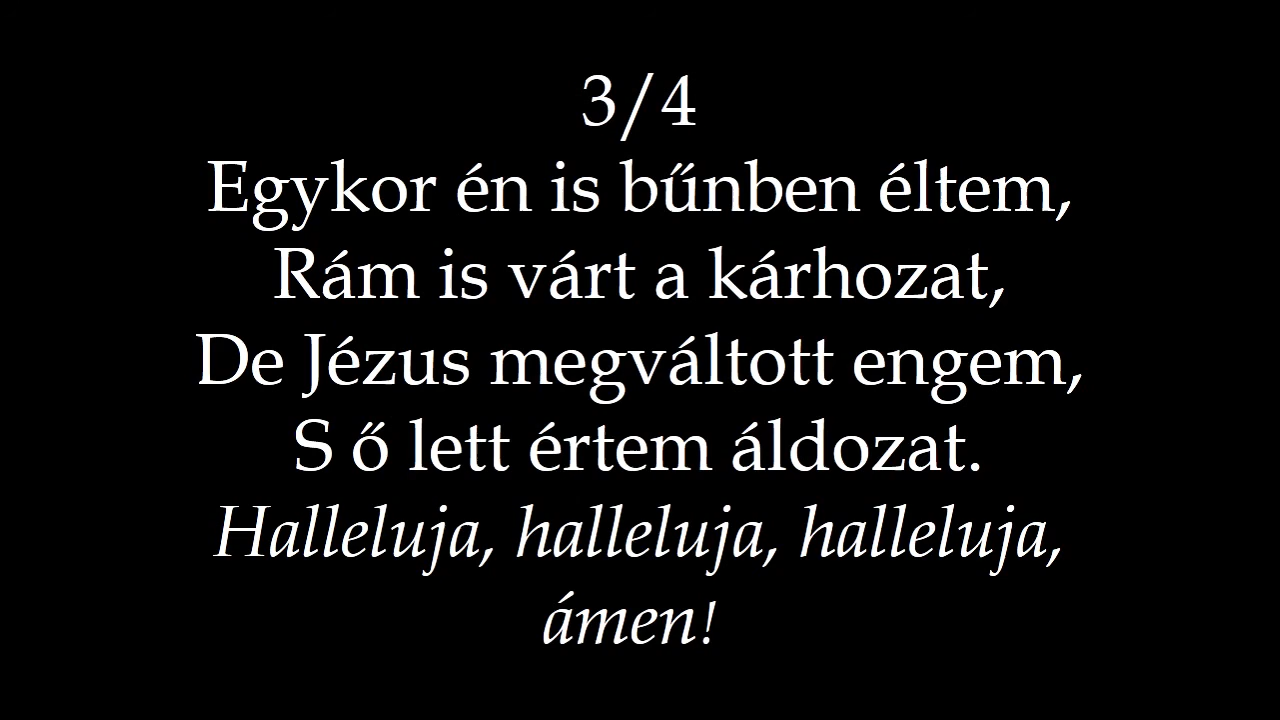 3/4
Egykor én is bűnben éltem,
Rám is várt a kárhozat,
De Jézus megváltott engem,
S ő lett értem áldozat.
Halleluja, halleluja, halleluja,
ámen!